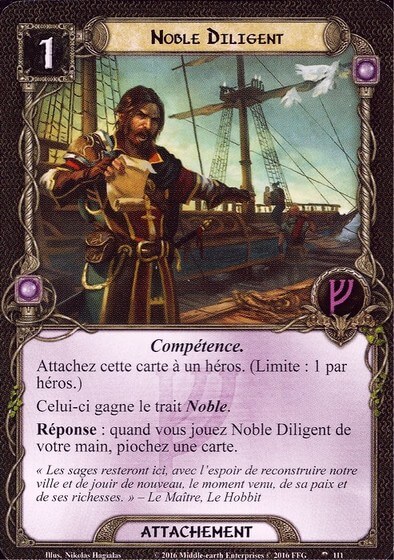 1
Noble Diligent
Compétence.
Attachez cette carte à un héros. (Limite : 1 par
héros.)
Celui-ci gagne le trait Noble.
Réponse : quand vous jouez Noble Diligent de
votre main, piochez une carte.
« Les sages resteront ici, avec l'espoir de reconstruire notre
ville et de jouir de nouveau, le moment venu, de sa paix et
de ses richesses. » – Le Maître, Le Hobbit
ATTACHEMENT
Illus. Nikolas Hagialas © 2016 Middle-earth Enterprises © 2016 FFG 111